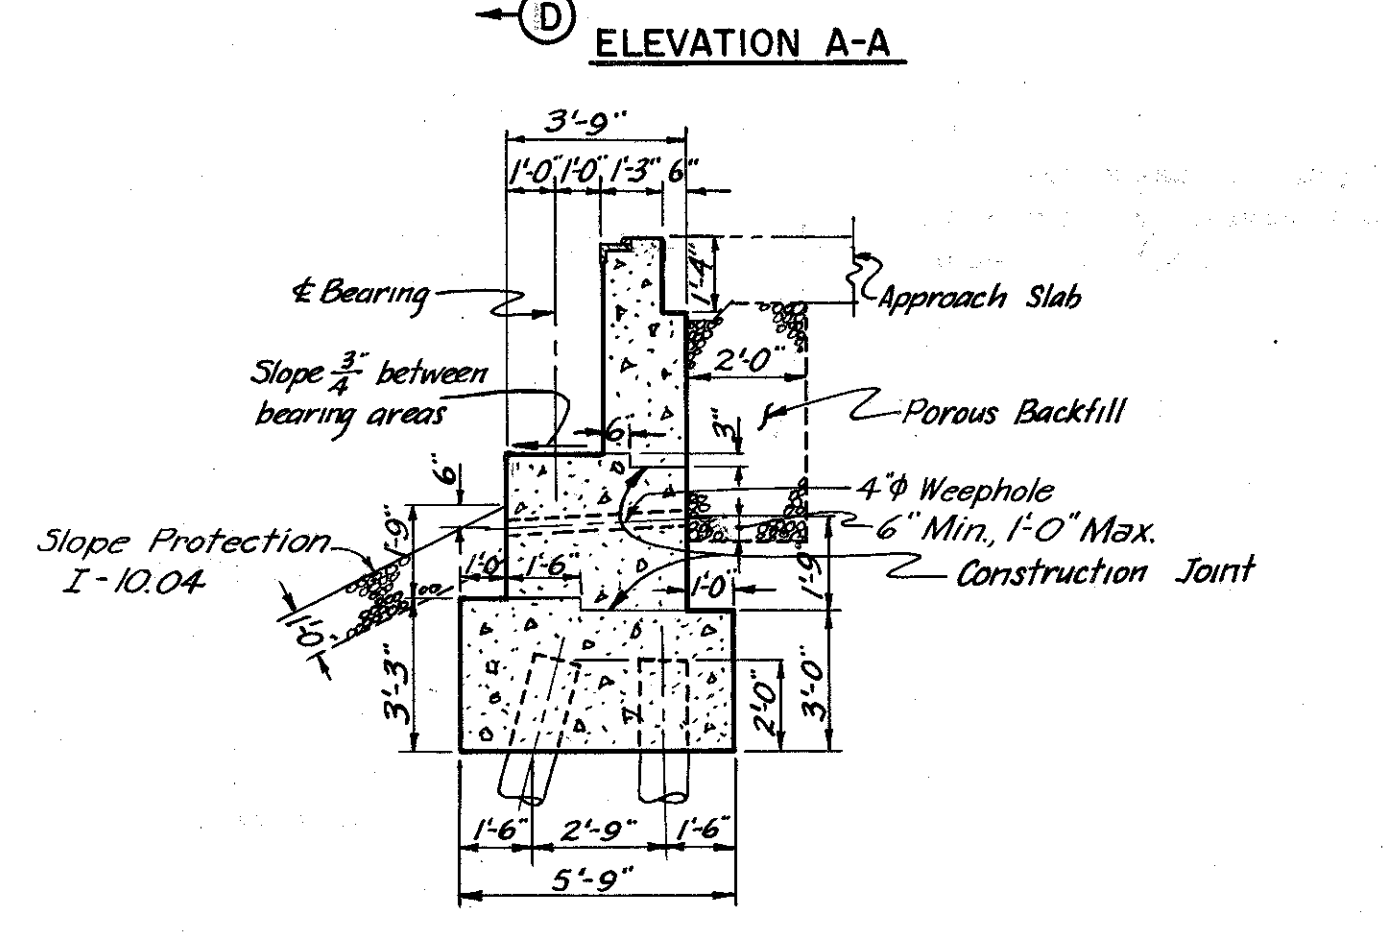 D
ELEVATION A-A
3'-9"
1'-0" 1'-0" 1'-3" 6"
1'-4"
℄ Bearing
Approach Slab
2'-0"
Slope 3/4" between
bearing areas
Porous Backfill
6"
3"
6"
4"φ Weephole
6" Min., 1'-0" Max.
Slope Protection
I-10.04
1'-9"
1'-0" 1'-6"
1'-0"
1'-9"
Construction Joint
1'-0"
3'-3"
2'-0"
3'-0"
1'-6" 2'-9" 1'-6"
5'-9"